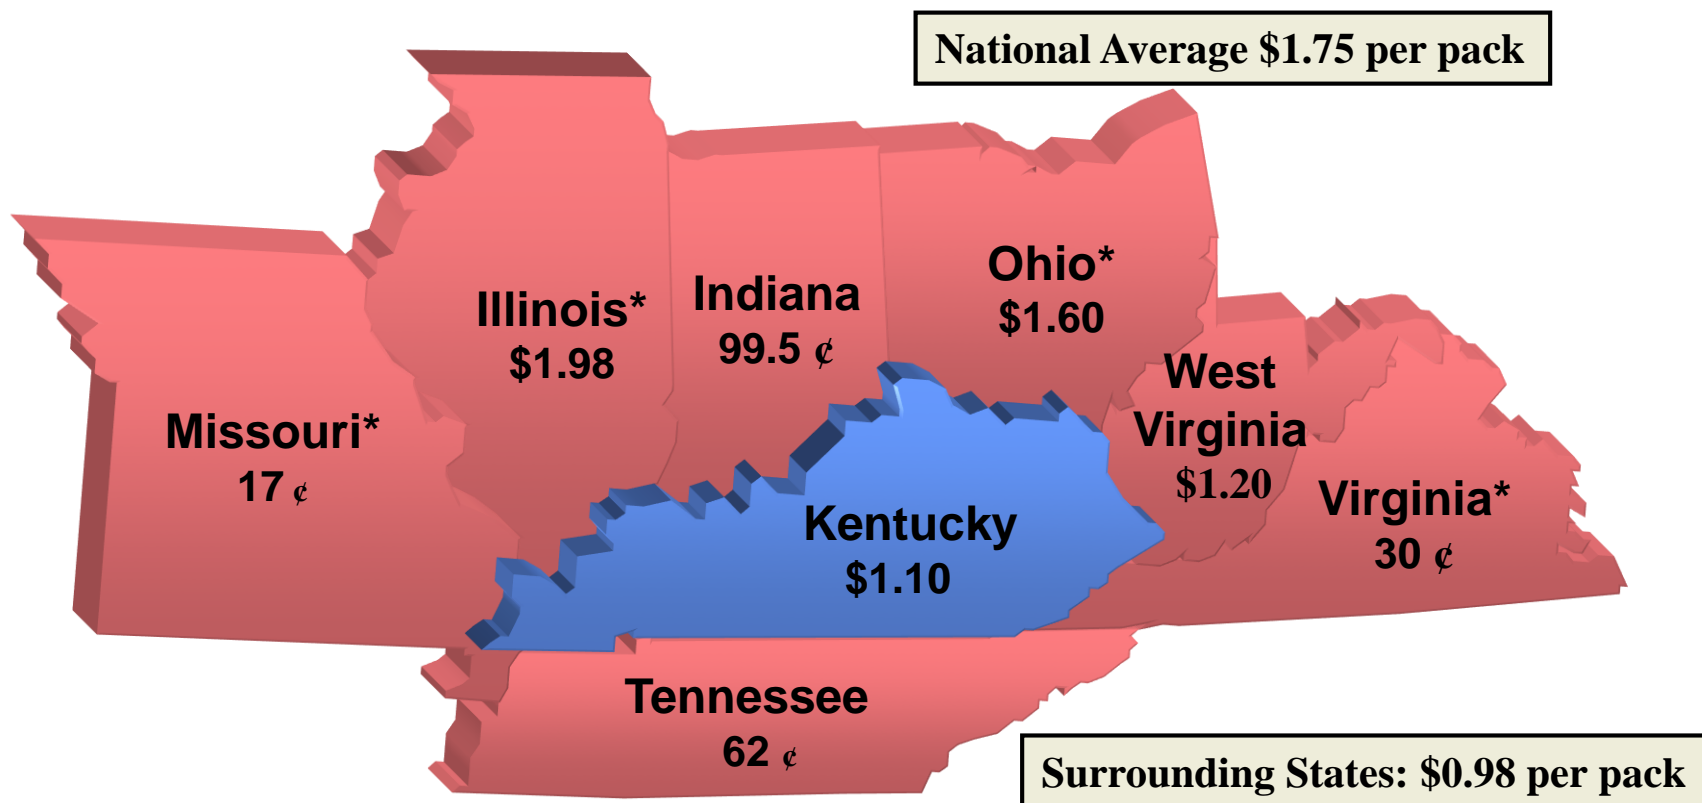 National Average $1.75 per pack
Illinois*
$1.98
Indiana
99.5 ¢
Ohio*
$1.60
Missouri*
17 ¢
West
Virginia
$1.20
Virginia*
30 ¢
Kentucky
$1.10
Tennessee
62 ¢
Surrounding States: $0.98 per pack